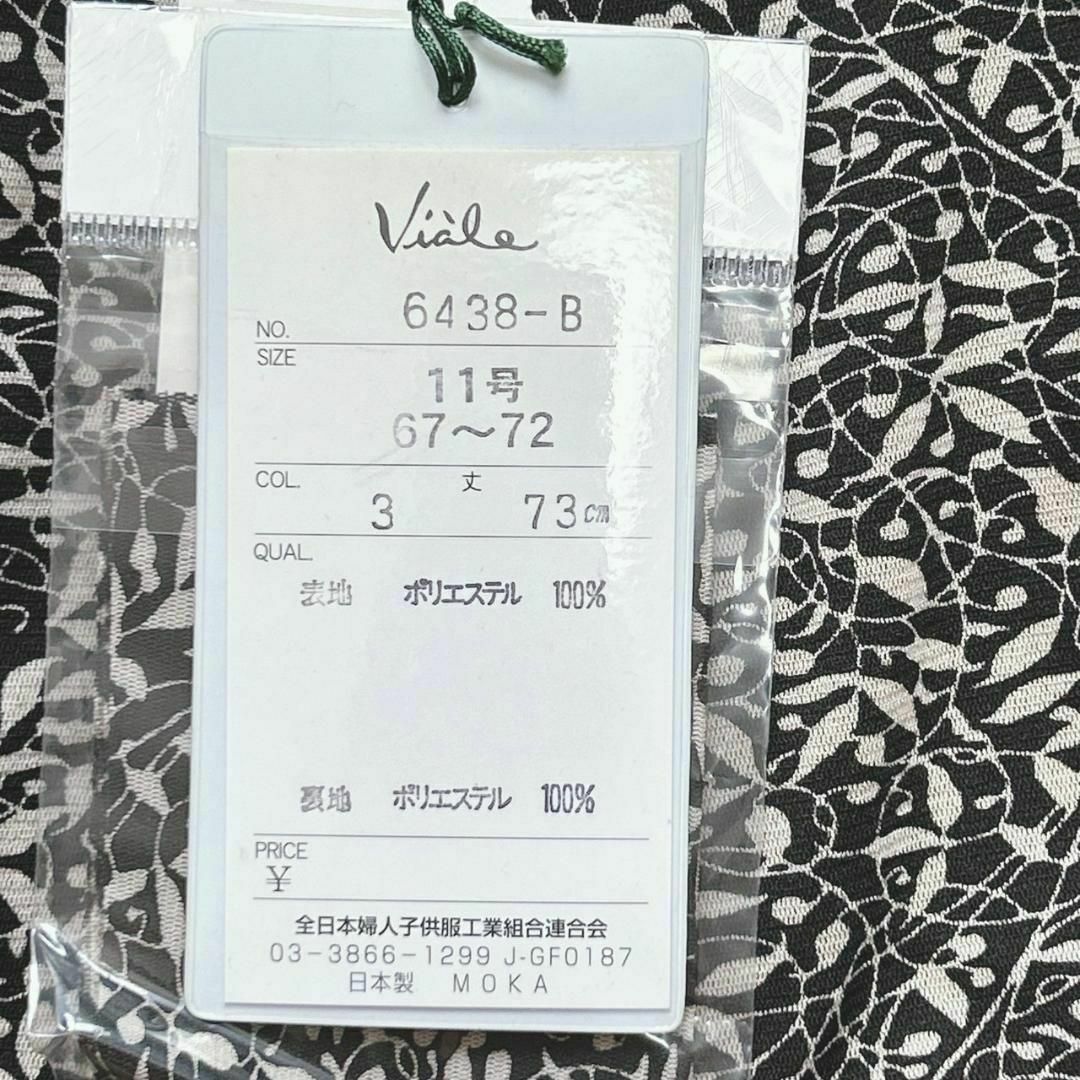 Viàle
NO. 6438-B
SIZE
11号
67〜72
COL. 3 丈 73cm
QUAL.
表地 ポリエステル 100%
裏地 ポリエステル 100%
PRICE
¥
全日本婦人子供服工業組合連合会
03-3866-1299 J-GF0187
日本製 MOKA